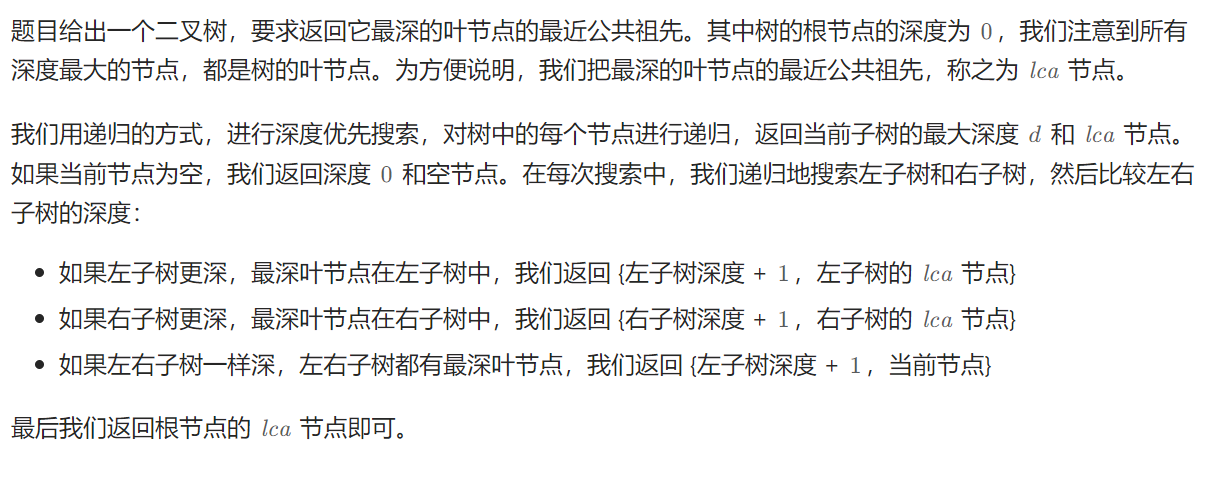 题目给出一个二叉树，要求返回它最深的叶节点的最近公共祖先。其中树的根节点的深度为 0，我们注意到所有
深度最大的节点，都是树的叶节点。为方便说明，我们把最深的叶节点的最近公共祖先，称之为 lca 节点。
我们用递归的方式，进行深度优先搜索，对树中的每个节点进行递归，返回当前子树的最大深度 d 和 lca 节点。
如果当前节点为空，我们返回深度 0 和空节点。在每次搜索中，我们递归地搜索左子树和右子树，然后比较左右
子树的深度：
• 如果左子树更深，最深叶节点在左子树中，我们返回 {左子树深度 + 1，左子树的 lca 节点}
• 如果右子树更深，最深叶节点在右子树中，我们返回 {右子树深度 + 1，右子树的 lca 节点}
• 如果左右子树一样深，左右子树都有最深叶节点，我们返回 {左子树深度 + 1，当前节点}
最后我们返回根节点的 lca 节点即可。